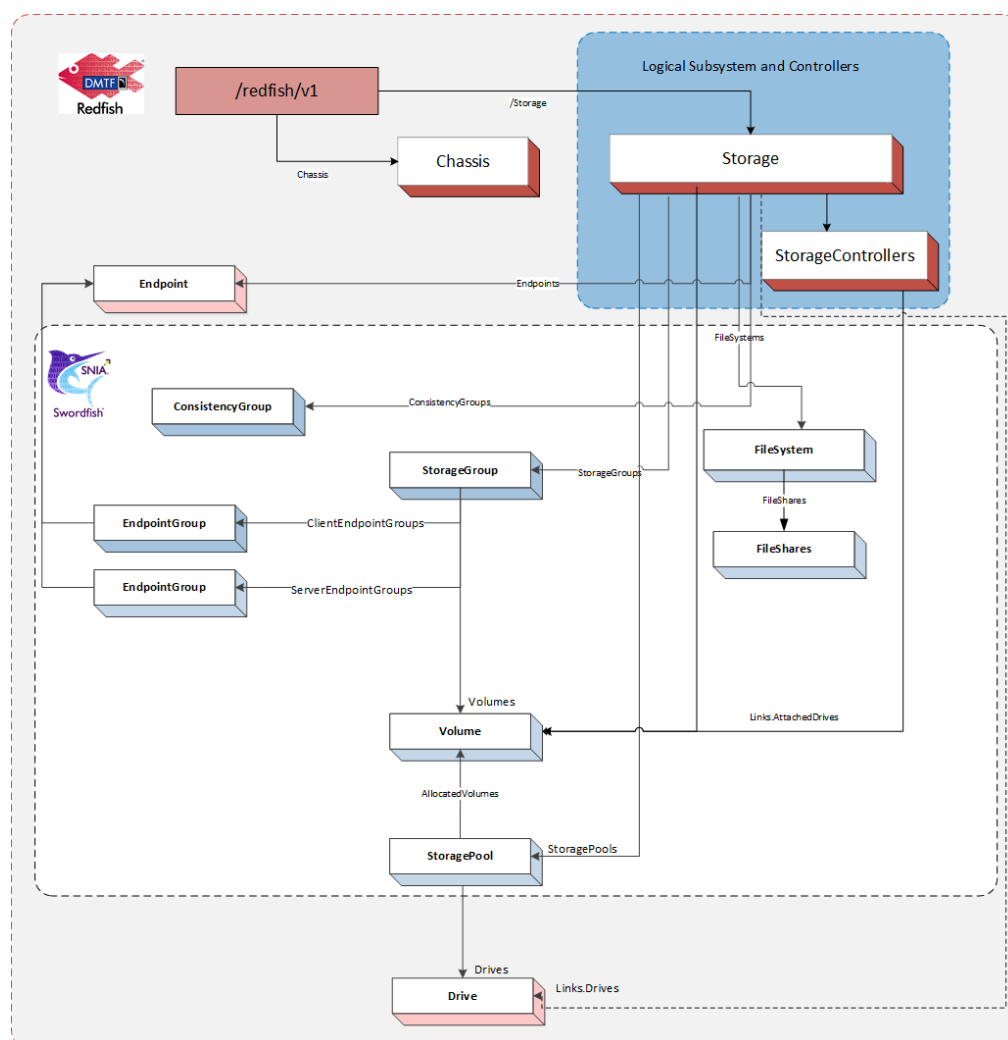 Logical Subsystem and Controllers
DMTF
Redfish
/redfish/v1
/Storage
Storage
Chassis
Chassis
StorageControllers
Endpoint
Endpoints
FileSystems
SNIA
Swordfish
ConsistencyGroup
ConsistencyGroups
FileSystem
StorageGroup
StorageGroups
FileShares
EndpointGroup
ClientEndpointGroups
FileShares
EndpointGroup
ServerEndpointGroups
Volumes
Volume
Links.AttachedDrives
AllocatedVolumes
StoragePool
StoragePools
Drives
Drive
Links.Drives